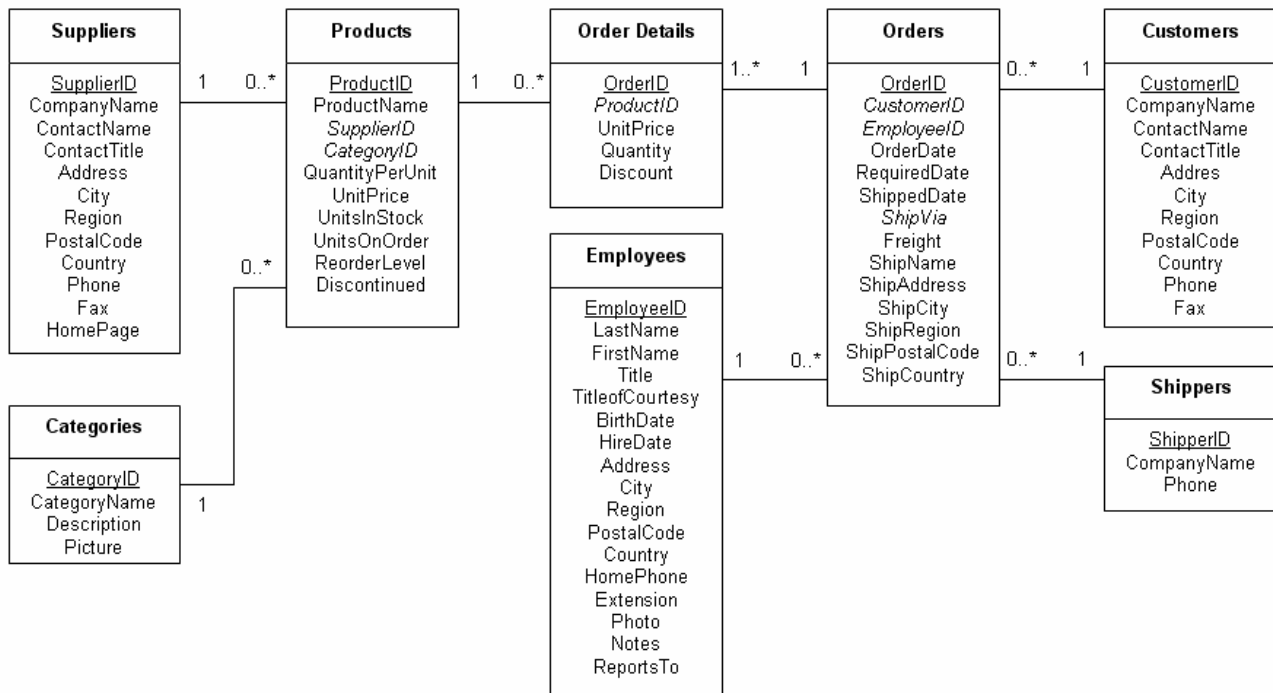 Suppliers
SupplierID
CompanyName
ContactName
ContactTitle
Address
City
Region
PostalCode
Country
Phone
Fax
HomePage
1
0..*
Products
ProductID
ProductName
SupplierID
CategoryID
QuantityPerUnit
UnitPrice
UnitsInStock
UnitsOnOrder
ReorderLevel
Discontinued
1
0..*
Order Details
OrderID
ProductID
UnitPrice
Quantity
Discount
1..*
1
Orders
OrderID
CustomerID
EmployeeID
OrderDate
RequiredDate
ShippedDate
ShipVia
Freight
ShipName
ShipAddress
ShipCity
ShipRegion
ShipPostalCode
ShipCountry
0..*
1
Customers
CustomerID
CompanyName
ContactName
ContactTitle
Addres
City
Region
PostalCode
Country
Phone
Fax
Categories
CategoryID
CategoryName
Description
Picture
1
0..*
Employees
EmployeeID
LastName
FirstName
Title
TitleofCourtesy
BirthDate
HireDate
Address
City
Region
PostalCode
Country
HomePhone
Extension
Photo
Notes
ReportsTo
1
0..*
0..*
1
Shippers
ShipperID
CompanyName
Phone